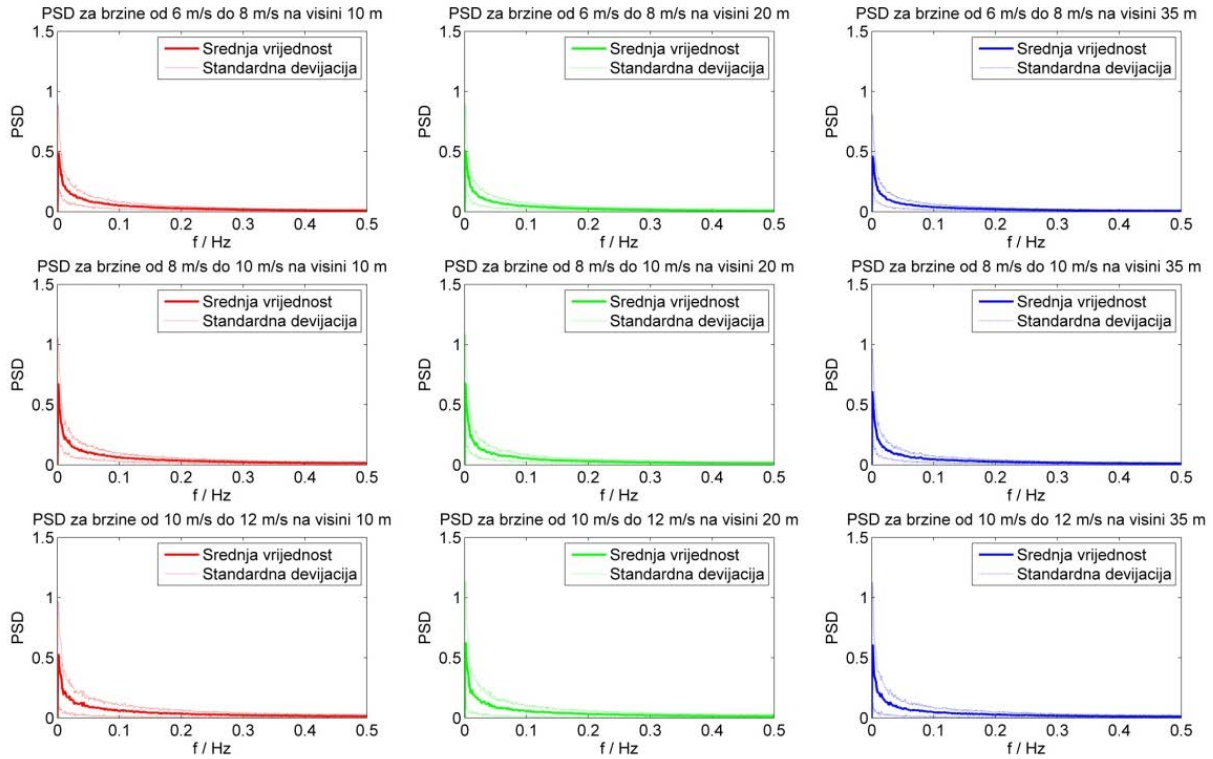 PSD za brzine od 6 m/s do 8 m/s na visini 10 m
1.5
1
0.5
0
PSD
Srednja vrijednost
Standardna devijacija
0 0.1 0.2 0.3 0.4 0.5
f / Hz
PSD za brzine od 6 m/s do 8 m/s na visini 20 m
1.5
1
0.5
0
PSD
Srednja vrijednost
Standardna devijacija
0 0.1 0.2 0.3 0.4 0.5
f / Hz
PSD za brzine od 6 m/s do 8 m/s na visini 35 m
1.5
1
0.5
0
PSD
Srednja vrijednost
Standardna devijacija
0 0.1 0.2 0.3 0.4 0.5
f / Hz
PSD za brzine od 8 m/s do 10 m/s na visini 10 m
1.5
1
0.5
0
PSD
Srednja vrijednost
Standardna devijacija
0 0.1 0.2 0.3 0.4 0.5
f / Hz
PSD za brzine od 8 m/s do 10 m/s na visini 20 m
1.5
1
0.5
0
PSD
Srednja vrijednost
Standardna devijacija
0 0.1 0.2 0.3 0.4 0.5
f / Hz
PSD za brzine od 8 m/s do 10 m/s na visini 35 m
1.5
1
0.5
0
PSD
Srednja vrijednost
Standardna devijacija
0 0.1 0.2 0.3 0.4 0.5
f / Hz
PSD za brzine od 10 m/s do 12 m/s na visini 10 m
1.5
1
0.5
0
PSD
Srednja vrijednost
Standardna devijacija
0 0.1 0.2 0.3 0.4 0.5
f / Hz
PSD za brzine od 10 m/s do 12 m/s na visini 20 m
1.5
1
0.5
0
PSD
Srednja vrijednost
Standardna devijacija
0 0.1 0.2 0.3 0.4 0.5
f / Hz
PSD za brzine od 10 m/s do 12 m/s na visini 35 m
1.5
1
0.5
0
PSD
Srednja vrijednost
Standardna devijacija
0 0.1 0.2 0.3 0.4 0.5
f / Hz